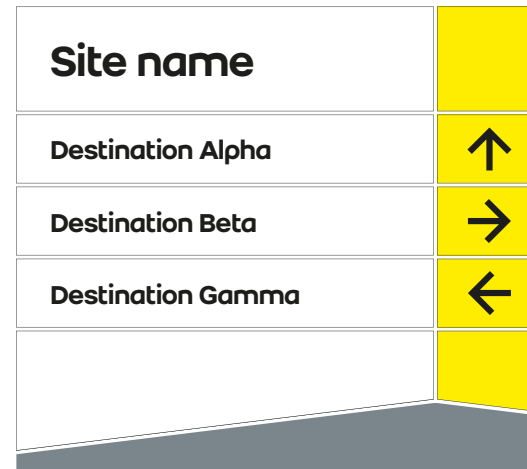 Site name
Destination Alpha
Destination Beta
Destination Gamma